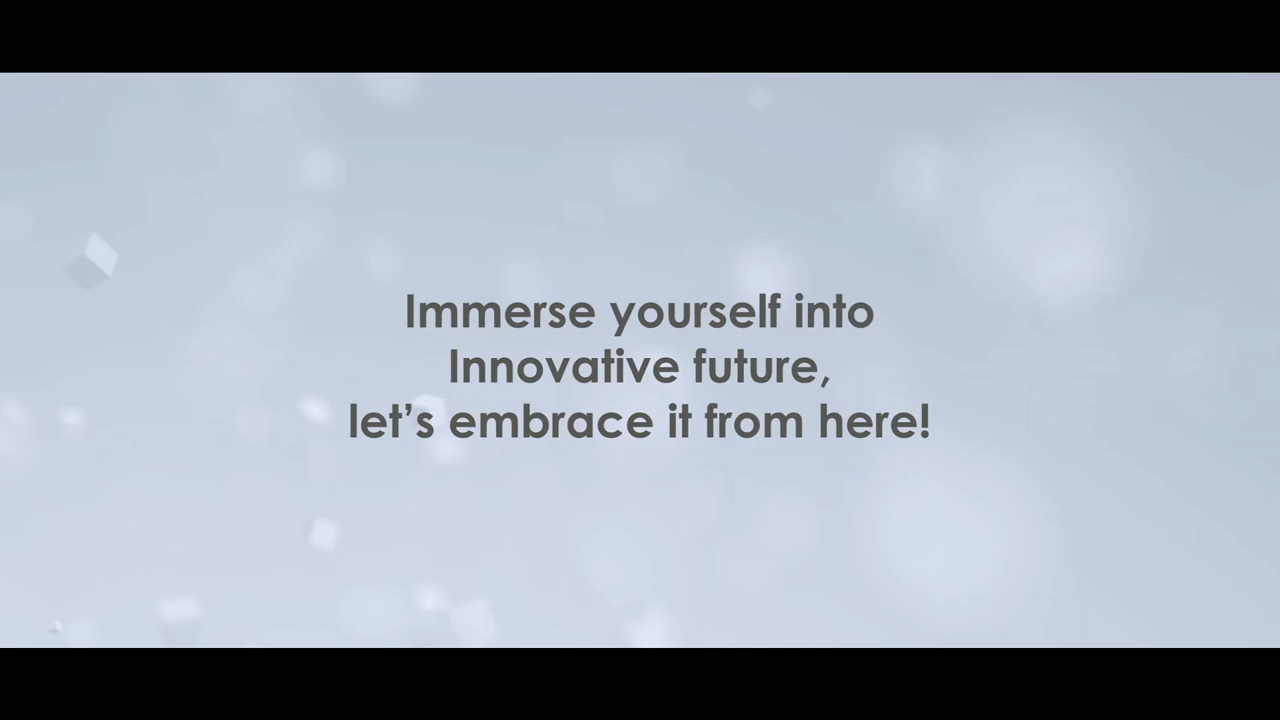 Immerse yourself into
Innovative future,
let’s embrace it from here!